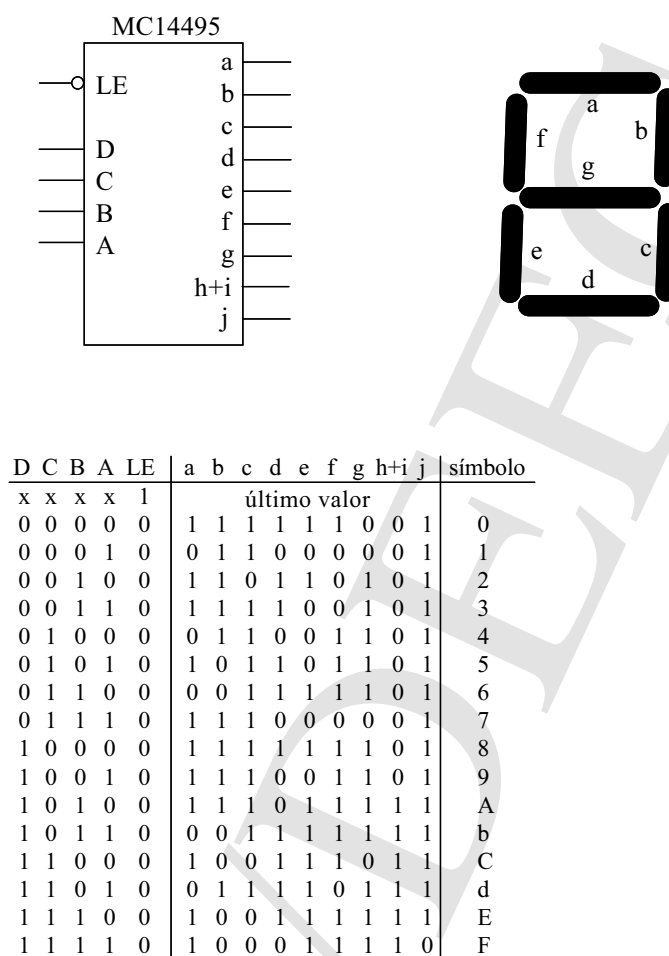 MC14495
LE
D
C
B
A
a
b
c
d
e
f
g
h+i
j
a
f
b
g
e
c
d
D C B A LE a b c d e f g h+i j símbolo
x x x x 1 último valor
0 0 0 0 0 1 1 1 1 1 1 0 0 1 0
0 0 0 1 0 0 1 1 0 0 0 0 0 1 1
0 0 1 0 0 1 1 0 1 1 0 1 0 1 2
0 0 1 1 0 1 1 1 1 0 0 1 0 1 3
0 1 0 0 0 0 1 1 0 0 1 1 0 1 4
0 1 0 1 0 1 0 1 1 0 1 1 0 1 5
0 1 1 0 0 0 0 1 1 1 1 1 0 1 6
0 1 1 1 0 1 1 1 0 0 0 0 0 1 7
1 0 0 0 0 1 1 1 1 1 1 1 0 1 8
1 0 0 1 0 1 1 1 0 0 1 1 0 1 9
1 0 1 0 0 1 1 1 0 1 1 1 1 1 A
1 0 1 1 0 0 0 1 1 1 1 1 1 1 b
1 1 0 0 0 1 0 0 1 1 1 0 1 1 C
1 1 0 1 0 0 1 1 1 1 0 1 1 1 d
1 1 1 0 0 1 0 0 1 1 1 1 1 1 E
1 1 1 1 0 1 0 0 0 1 1 1 1 0 F